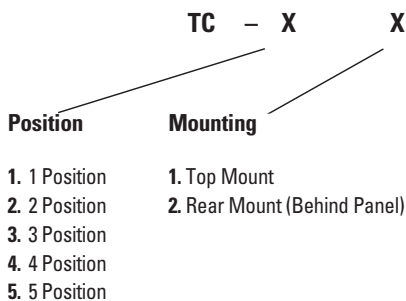 TC – X X
Position Mounting
1. 1 Position 1. Top Mount
2. 2 Position 2. Rear Mount (Behind Panel)
3. 3 Position
4. 4 Position
5. 5 Position